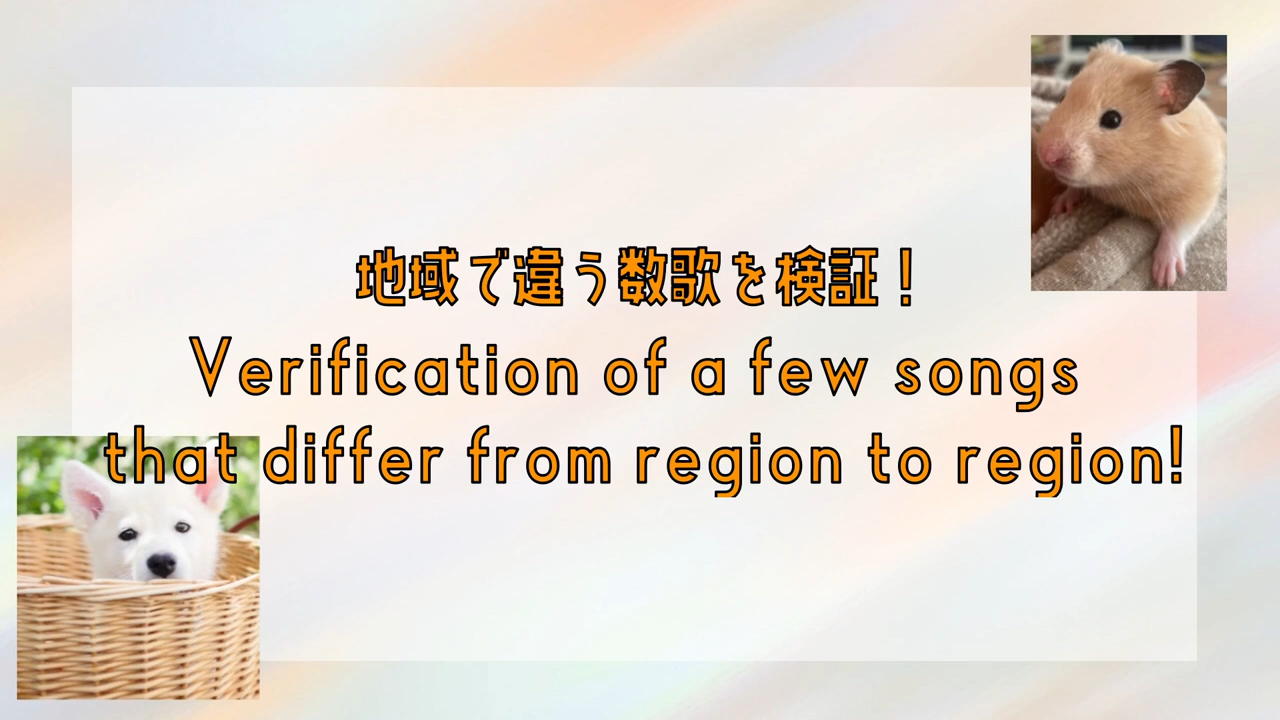 地域で違う数歌を検証！
Verification of a few songs
that differ from region to region!